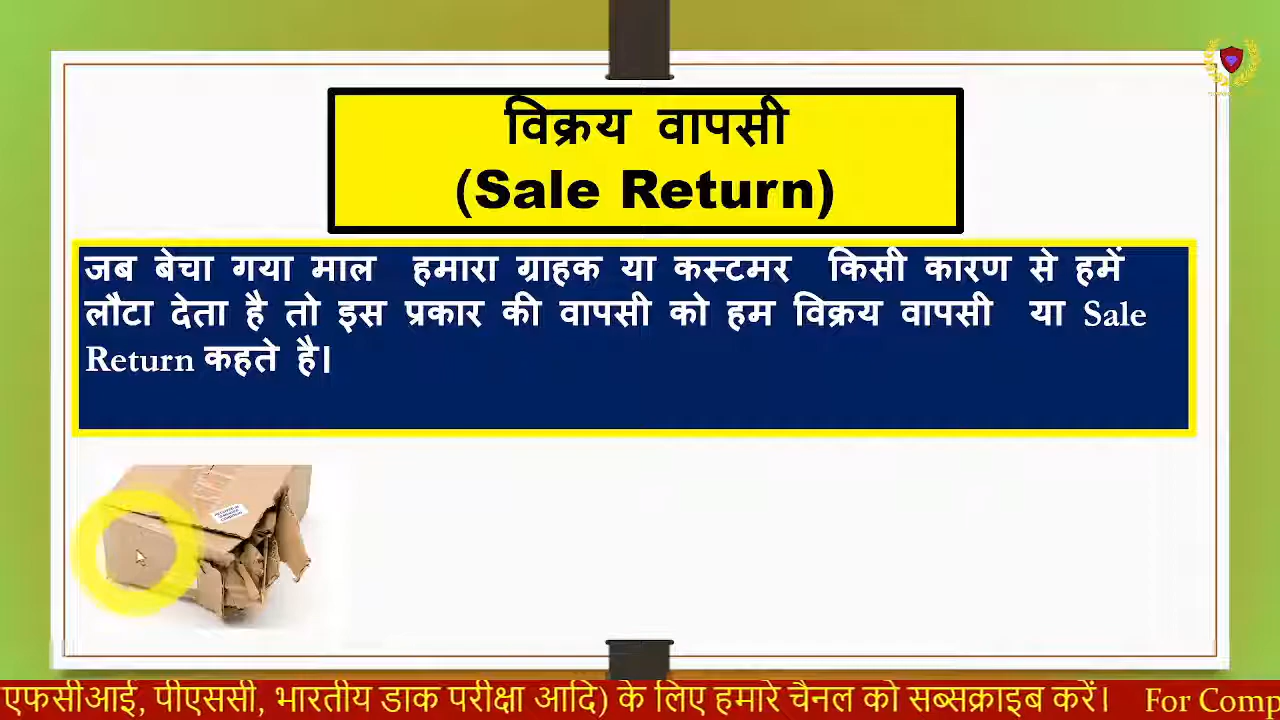 विक्रय वापसी
(Sale Return)
जब बेचा गया माल हमारा ग्राहक या कस्टमर किसी कारण से हमें
लौटा देता है तो इस प्रकार की वापसी को हम विक्रय वापसी या Sale
Return कहते है।
एफसीआई, पीएससी, भारतीय डाक परीक्षा आदि) के लिए हमारे चैनल को सब्सक्राइब करें। For Comp